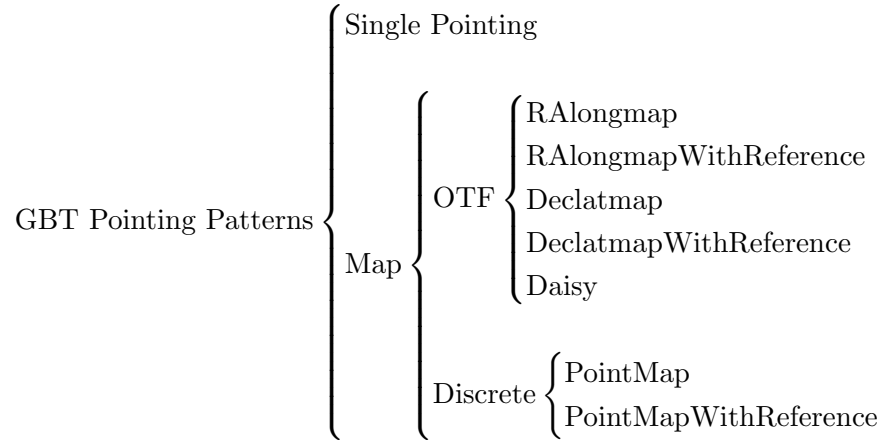 GBT Pointing Patterns
Single Pointing
Map
OTF
RAlongmap
RAlongmapWithReference
Declatmap
DeclatmapWithReference
Daisy
Discrete
PointMap
PointMapWithReference